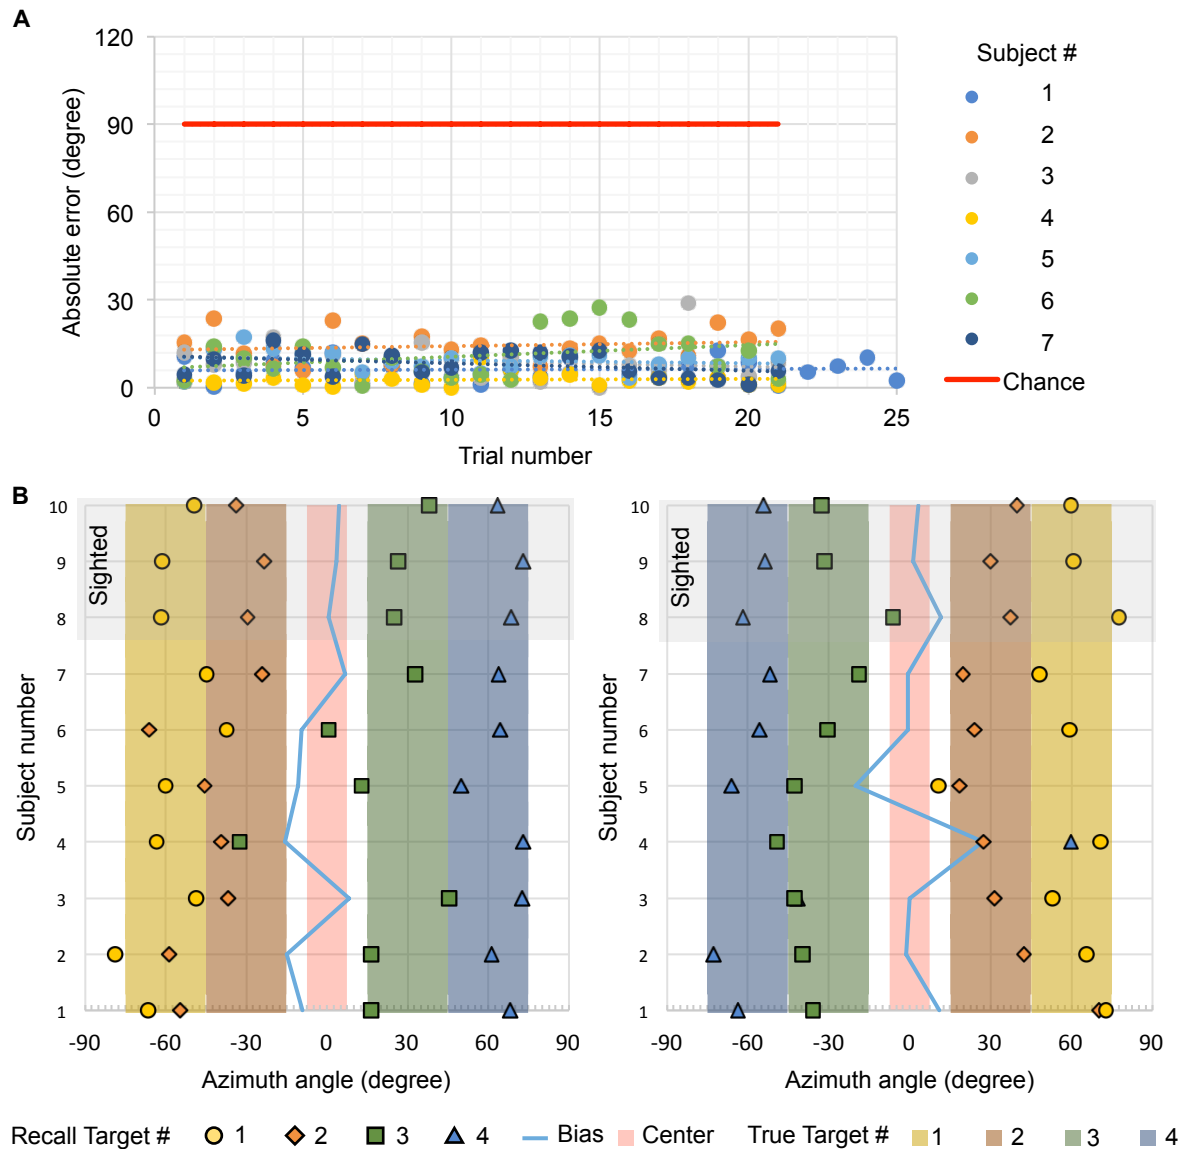 A
Absolute error (degree)
120
90
60
30
0
0 5 10 15 20 25
Trial number
Subject #
1
2
3
4
5
6
7
Chance
B
Subject number
Sighted
10
9
8
7
6
5
4
3
2
1
-90 -60 -30 0 30 60 90
Azimuth angle (degree)
Subject number
Sighted
10
9
8
7
6
5
4
3
2
1
-90 -60 -30 0 30 60 90
Azimuth angle (degree)
Recall Target # 1 2 3 4 Bias Center True Target # 1 2 3 4